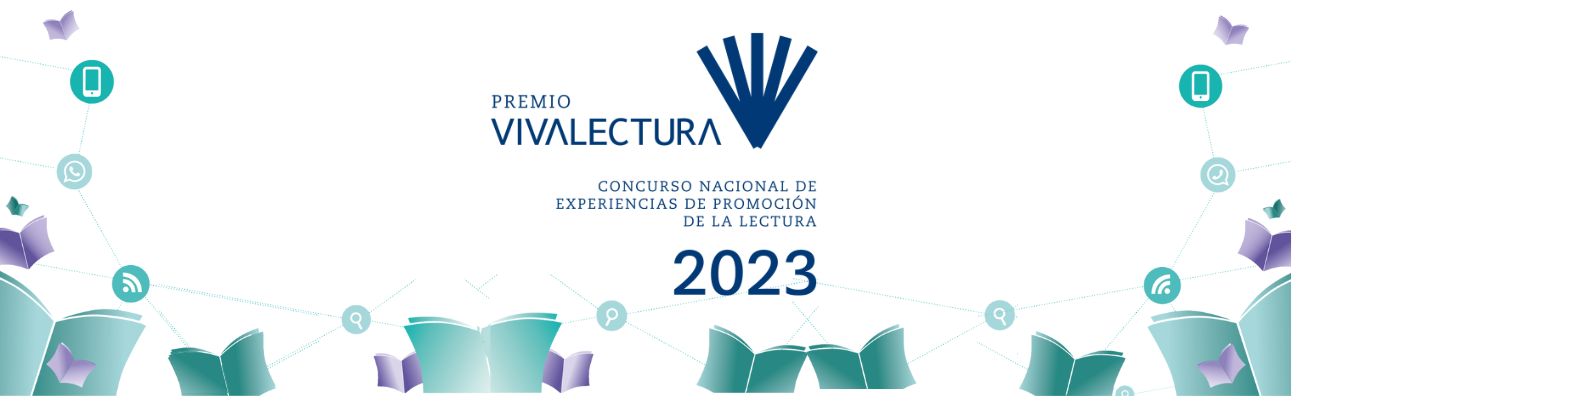 PREMIO
VIVALECTURA
CONCURSO NACIONAL DE
EXPERIENCIAS DE PROMOCIÓN
DE LA LECTURA
2023